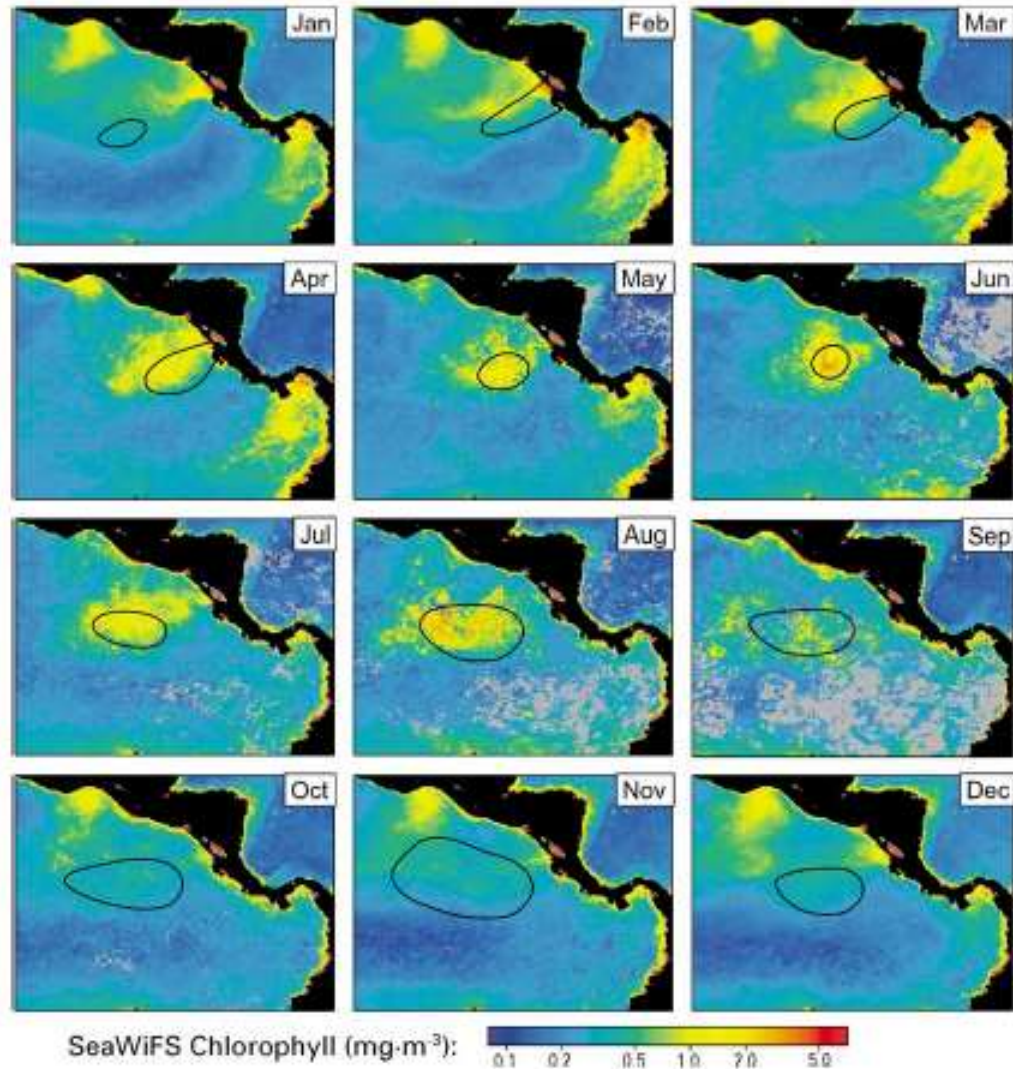 Jan Feb Mar
Apr May Jun
Jul Aug Sep
Oct Nov Dec
SeaWiFS Chlorophyll (mg·m⁻³):
0.1 0.2 0.5 1.0 2.0 5.0